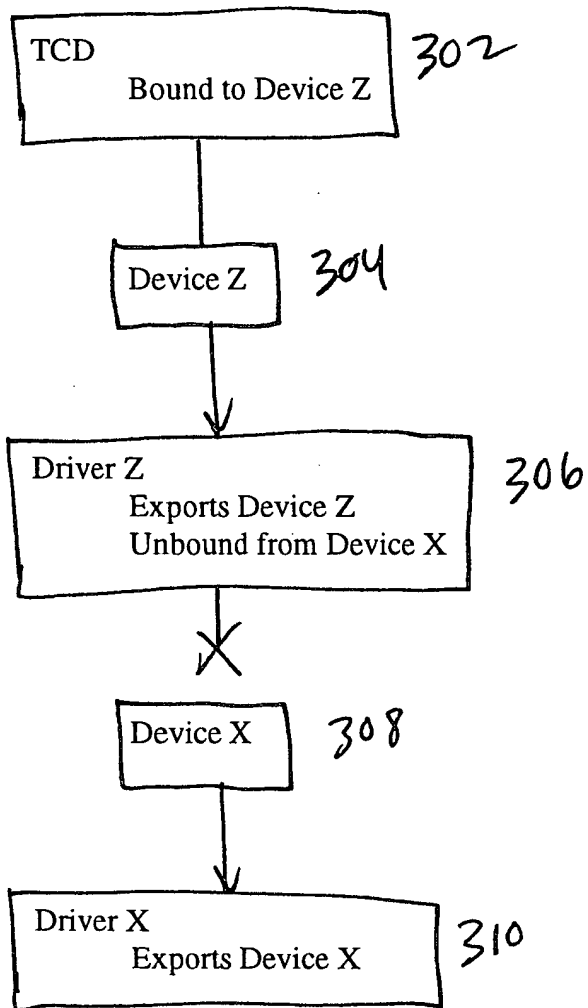 TCD
302
Bound to Device Z
Device Z
304
Driver Z
Exports Device Z
306
Unbound from Device X
Device X
308
Driver X
Exports Device X
310